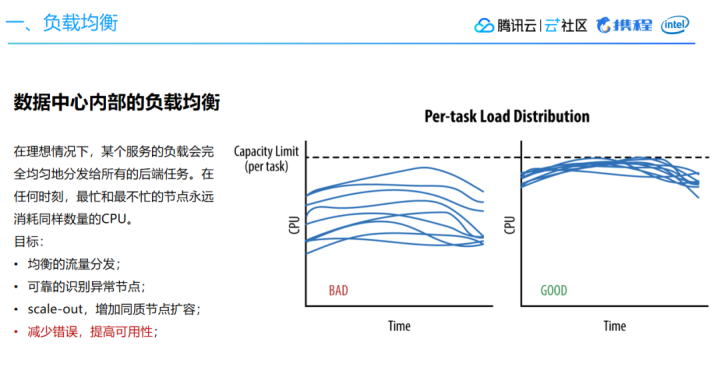 一、负载均衡
腾讯云 | 云+社区 携程 intel
数据中心内部的负载均衡
在理想情况下，某个服务的负载会完
全均匀地分发给所有的后端任务。在
任何时刻，最忙和最不忙的节点永远
消耗同样数量的CPU。
目标：
• 均衡的流量分发；
• 可靠的识别异常节点；
• scale-out，增加同质节点扩容；
• 减少错误，提高可用性；
Per-task Load Distribution
Capacity Limit
(per task)
CPU
BAD
Time
CPU
GOOD
Time